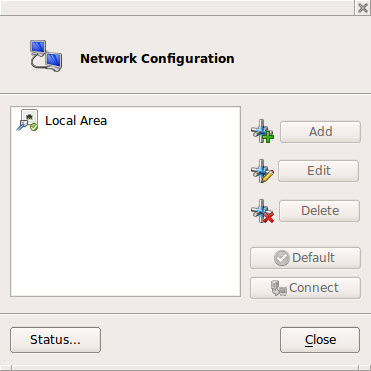 Network Configuration
Local Area
Add
Edit
Delete
Default
Connect
Status...
Close